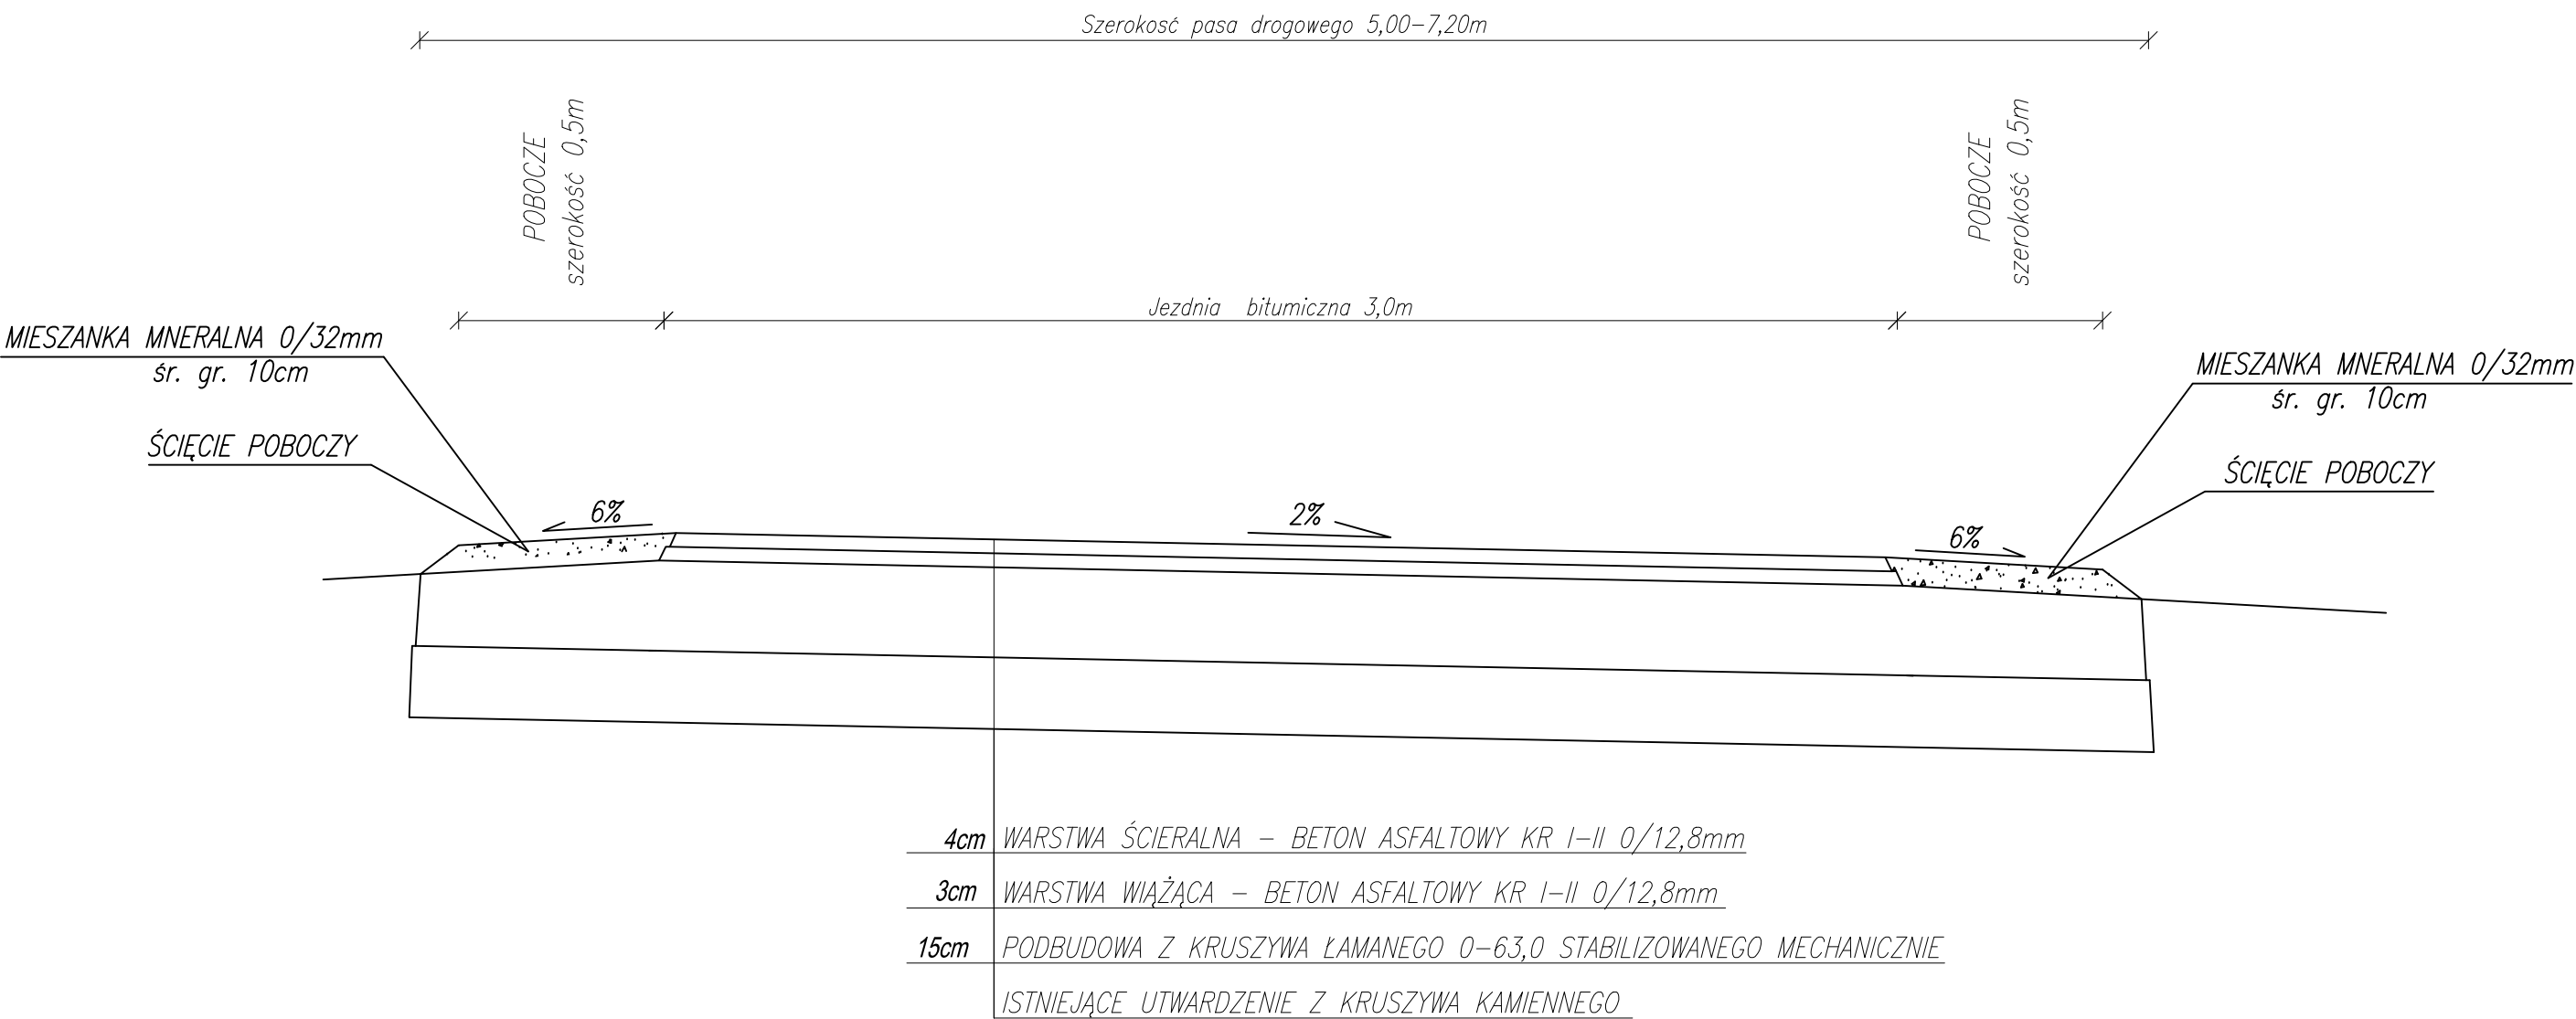 Szerokosć pasa drogowego 5,00-7,20m
POBOCZE
szerokość 0,5m
POBOCZE
szerokość 0,5m
Jezdnia bitumiczna 3,0m
MIESZANKA MNERALNA 0/32mm
śr. gr. 10cm
ŚCIĘCIE POBOCZY
MIESZANKA MNERALNA 0/32mm
śr. gr. 10cm
ŚCIĘCIE POBOCZY
6%
2%
6%
4cm WARSTWA ŚCIERALNA - BETON ASFALTOWY KR I-II 0/12,8mm
3cm WARSTWA WIĄŻĄCA - BETON ASFALTOWY KR I-II 0/12,8mm
15cm PODBUDOWA Z KRUSZYWA ŁAMANEGO 0-63,0 STABILIZOWANEGO MECHANICZNIE
ISTNIEJĄCE UTWARDZENIE Z KRUSZYWA KAMIENNEGO